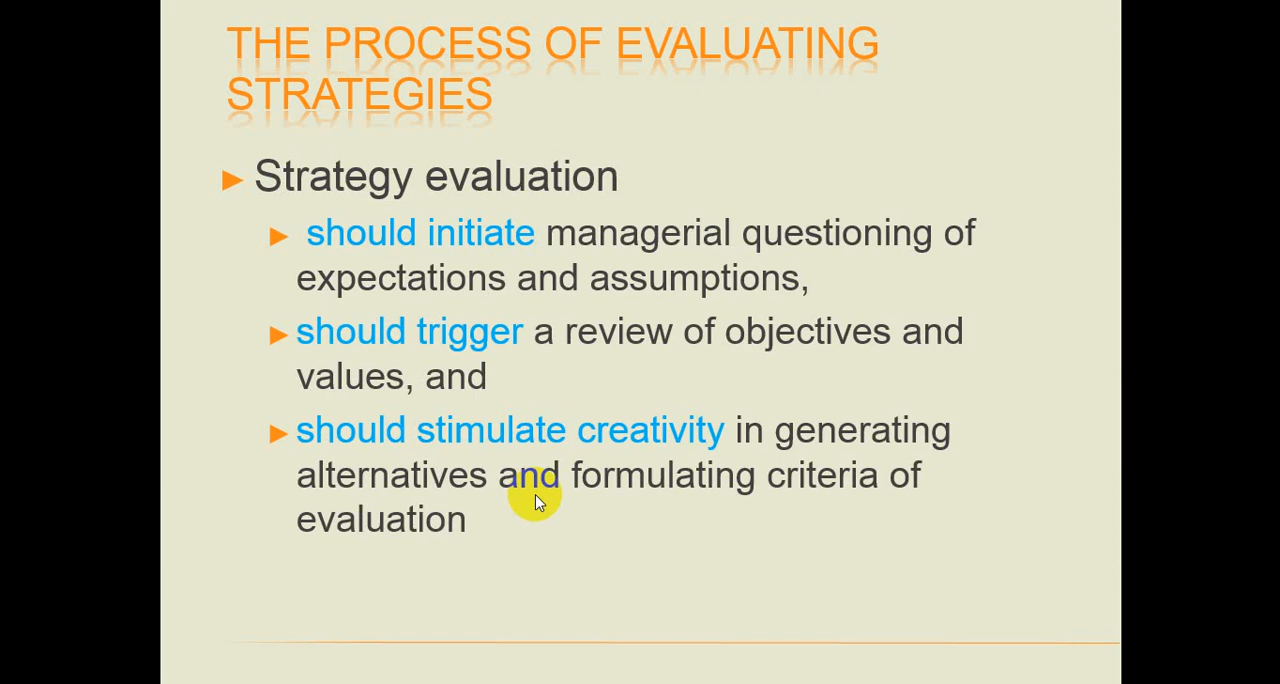 THE PROCESS OF EVALUATING
STRATEGIES
Strategy evaluation
should initiate managerial questioning of
expectations and assumptions,
should trigger a review of objectives and
values, and
should stimulate creativity in generating
alternatives and formulating criteria of
evaluation